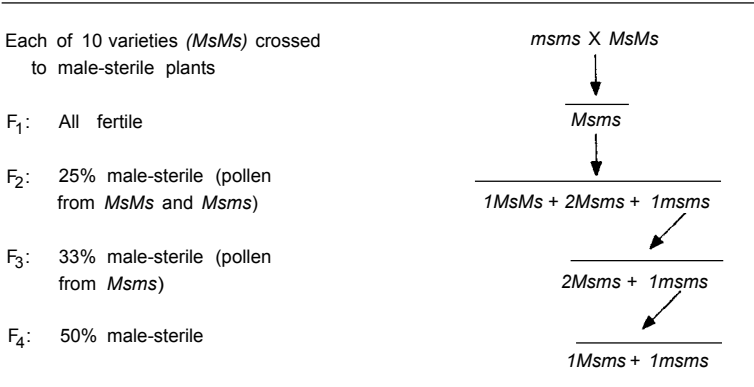 Each of 10 varieties (MsMs) crossed
to male-sterile plants
msms X MsMs
F1: All fertile
Msms
F2: 25% male-sterile (pollen
from MsMs and Msms)
1MsMs + 2Msms + 1msms
F3: 33% male-sterile (pollen
from Msms)
2Msms + 1msms
F4: 50% male-sterile
1Msms + 1msms